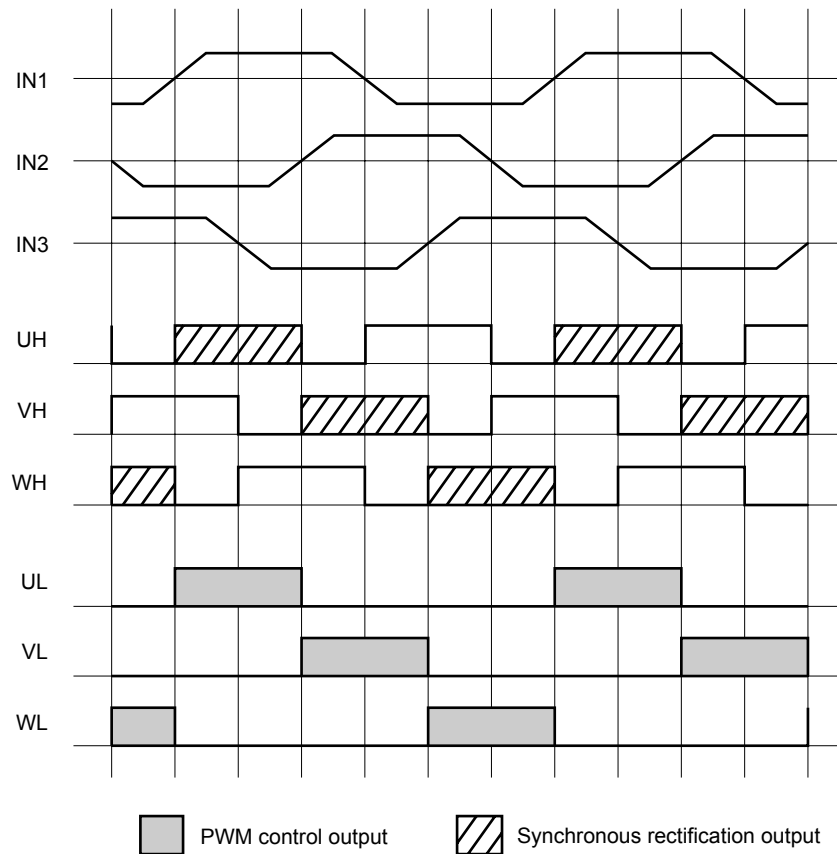 IN1
IN2
IN3
UH
VH
WH
UL
VL
WL
PWM control output
Synchronous rectification output